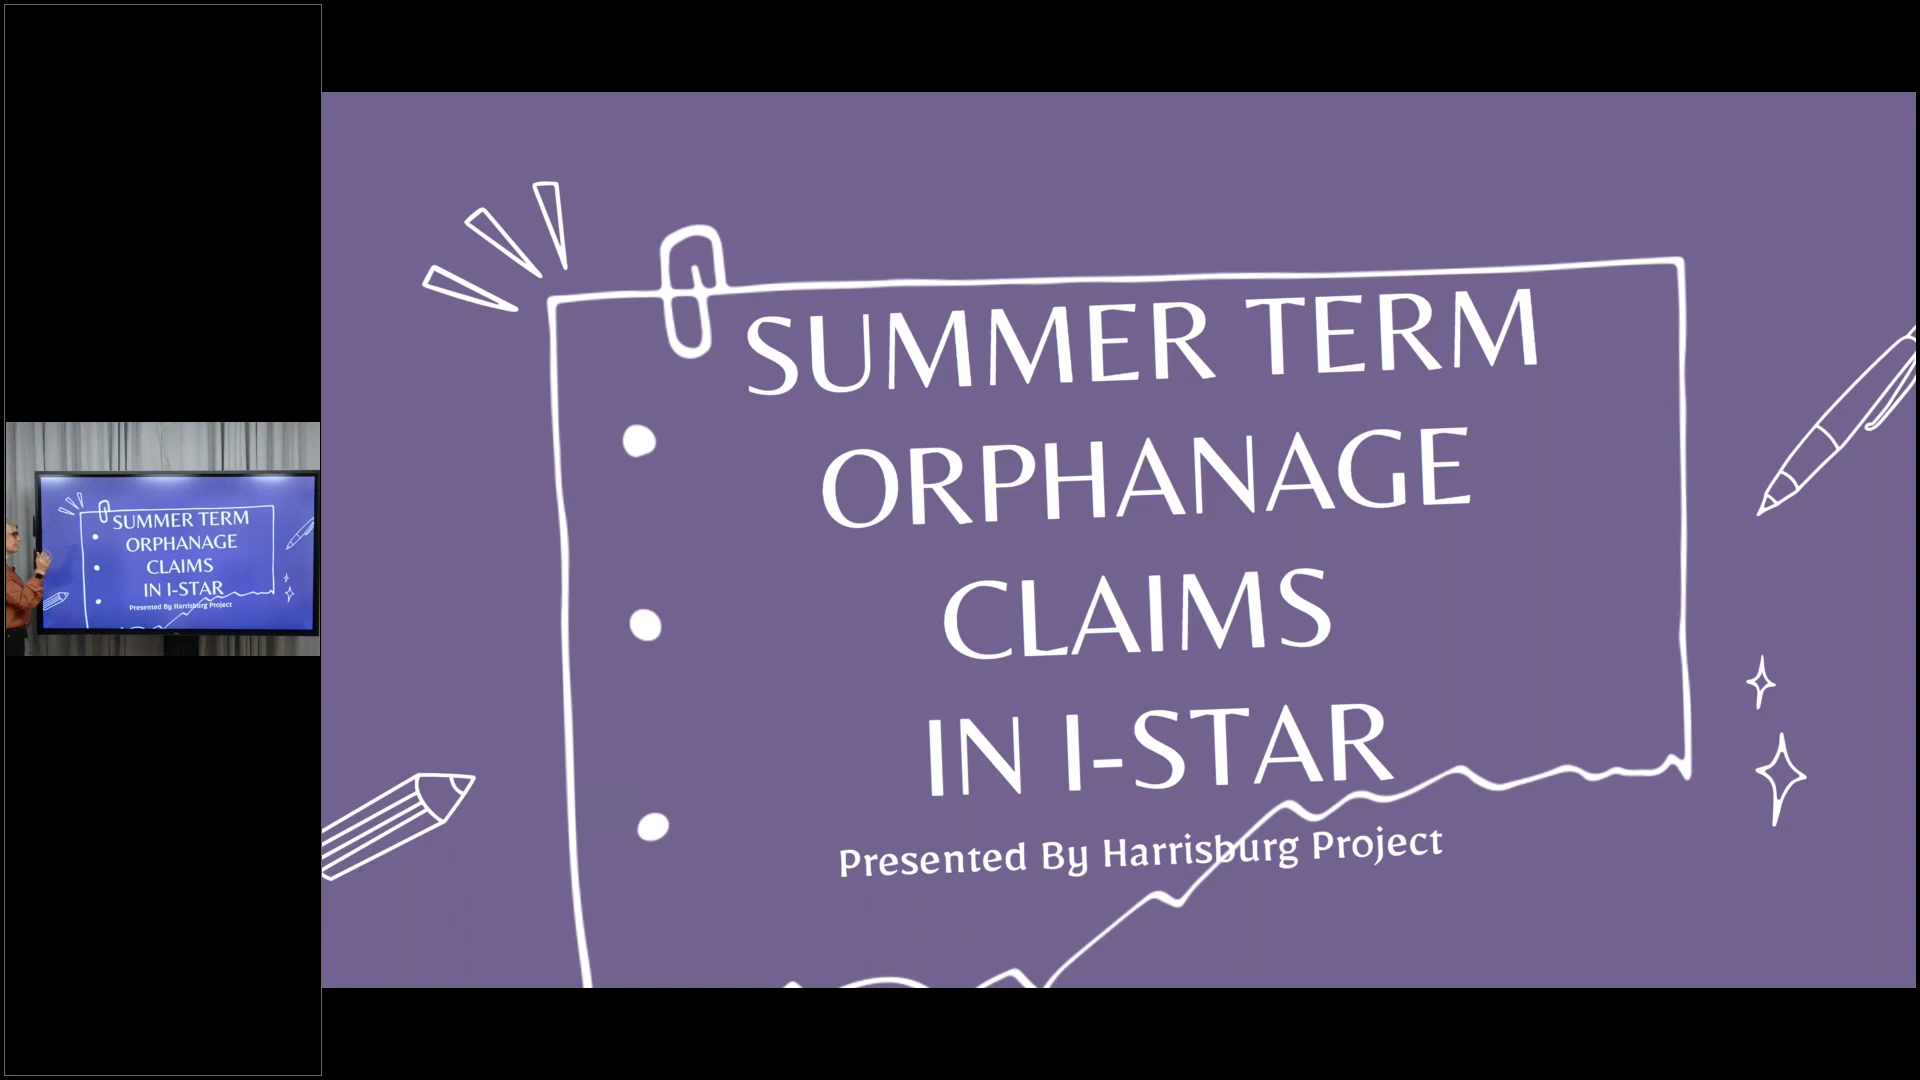 SUMMER TERM
ORPHANAGE
CLAIMS
IN I-STAR
Presented By Harrisburg Project
SUMMER TERM
ORPHANAGE
CLAIMS
IN I-STAR
Presented By Harrisburg Project